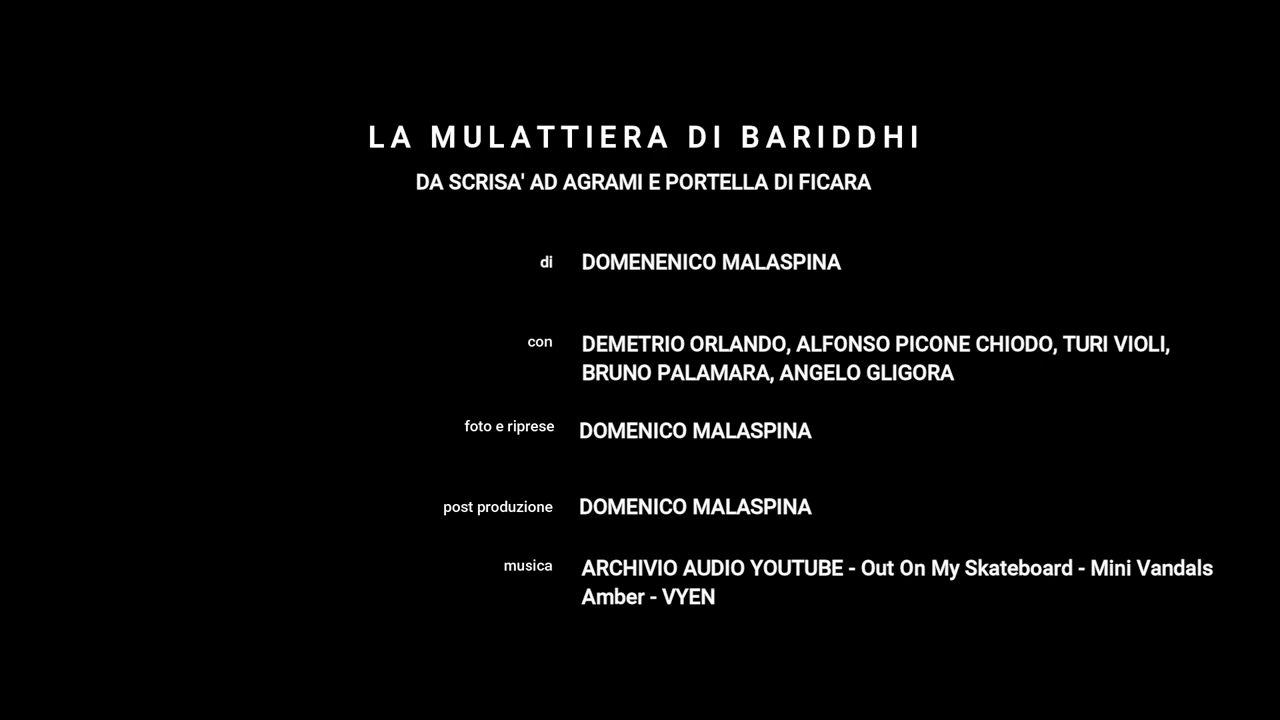 LA MULATTIERA DI BARIDDHI
DA SCRISA' AD AGRAMI E PORTELLA DI FICARA
di DOMENENICO MALASPINA
con DEMETRIO ORLANDO, ALFONSO PICONE CHIODO, TURI VIOLI,
BRUNO PALAMARA, ANGELO GLIGORA
foto e riprese DOMENICO MALASPINA
post produzione DOMENICO MALASPINA
musica ARCHIVIO AUDIO YOUTUBE - Out On My Skateboard - Mini Vandals
Amber - VYEN